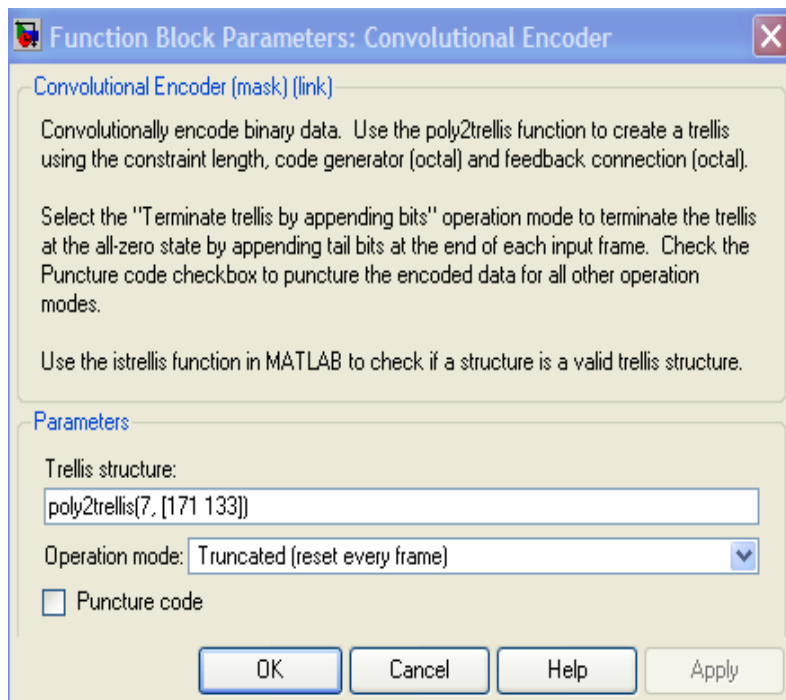 Function Block Parameters: Convolutional Encoder
Convolutional Encoder (mask) (link)
Convolutionally encode binary data. Use the poly2trellis function to create a trellis
using the constraint length, code generator (octal) and feedback connection (octal).
Select the "Terminate trellis by appending bits" operation mode to terminate the trellis
at the all-zero state by appending tail bits at the end of each input frame. Check the
Puncture code checkbox to puncture the encoded data for all other operation
modes.
Use the istrellis function in MATLAB to check if a structure is a valid trellis structure.
Parameters
Trellis structure:
poly2trellis(7, [171 133])
Operation mode: Truncated (reset every frame)
Puncture code
OK Cancel Help Apply